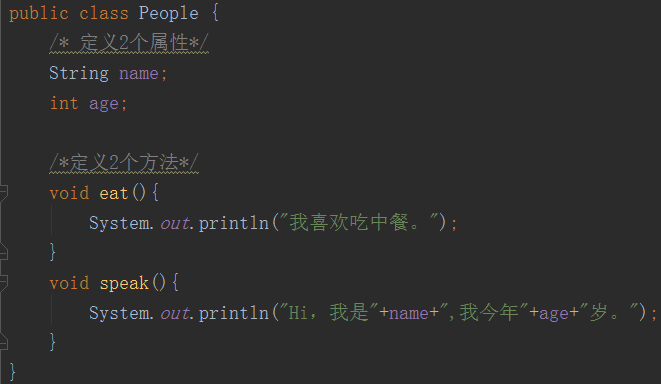 public class People {
/* 定义2个属性*/
String name;
int age;
/*定义2个方法*/
void eat(){
System.out.println("我喜欢吃中餐。");
}
void speak(){
System.out.println("Hi，我是"+name+",我今年"+age+"岁。");
}
}